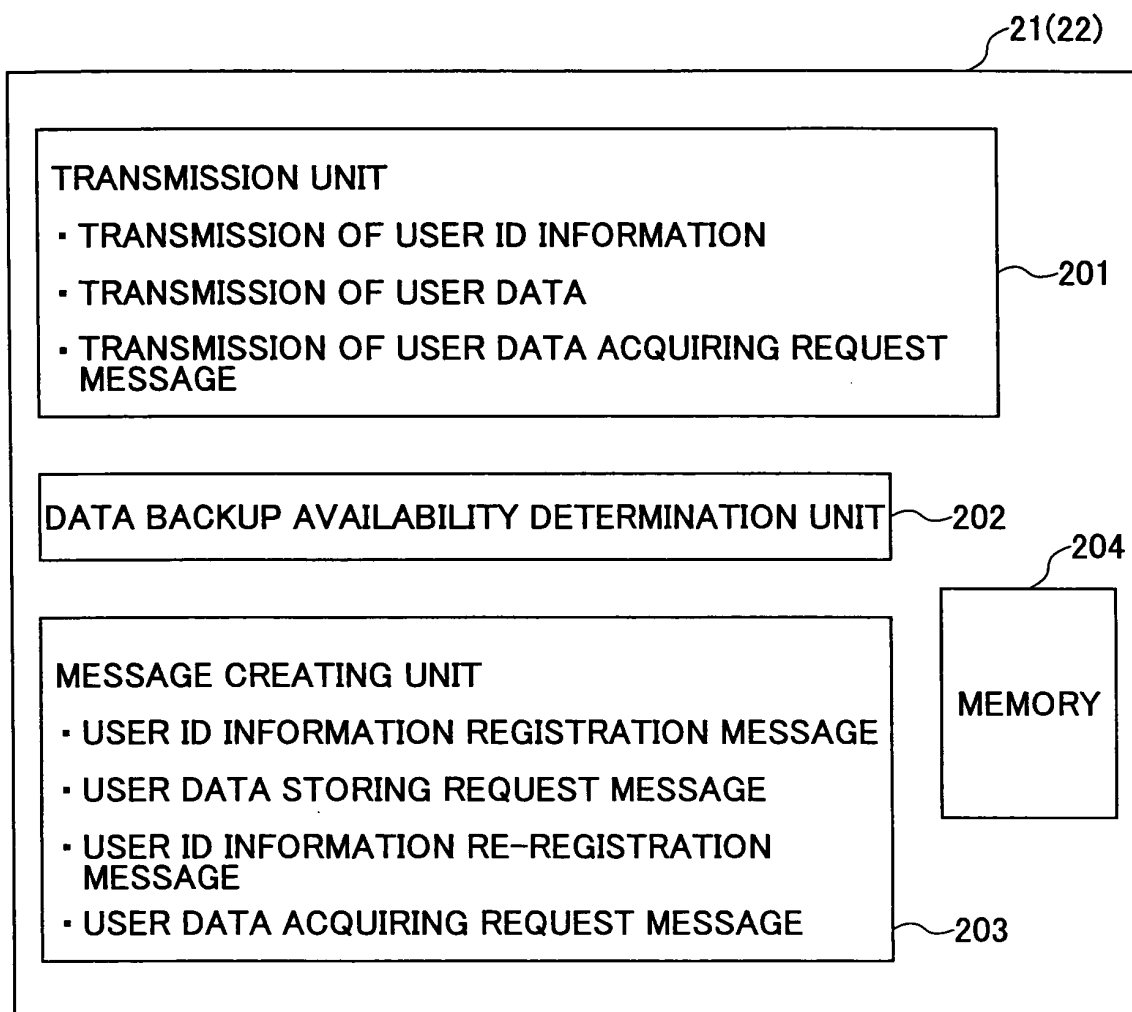 21(22)
TRANSMISSION UNIT
・TRANSMISSION OF USER ID INFORMATION
・TRANSMISSION OF USER DATA
・TRANSMISSION OF USER DATA ACQUIRING REQUEST
MESSAGE
201
DATA BACKUP AVAILABILITY DETERMINATION UNIT
202
204
MEMORY
MESSAGE CREATING UNIT
・USER ID INFORMATION REGISTRATION MESSAGE
・USER DATA STORING REQUEST MESSAGE
・USER ID INFORMATION RE-REGISTRATION
MESSAGE
・USER DATA ACQUIRING REQUEST MESSAGE
203